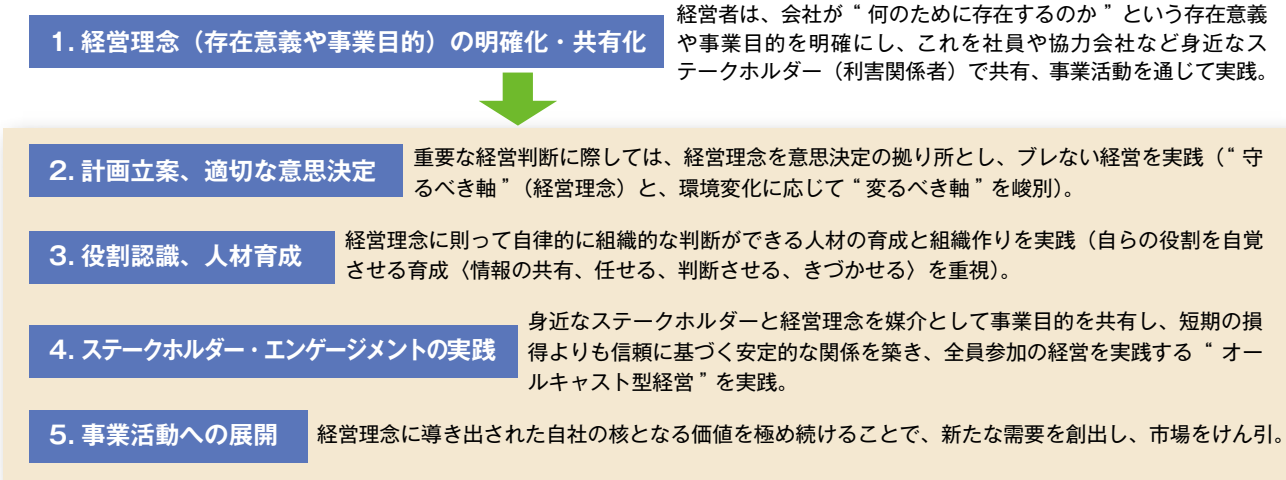 1. 経営理念（存在意義や事業目的）の明確化・共有化
経営者は、会社が“何のために存在するのか”という存在意義
や事業目的を明確にし、これを社員や協力会社など身近なス
テークホルダー（利害関係者）で共有、事業活動を通じて実践。
2. 計画立案、適切な意思決定
重要な経営判断に際しては、経営理念を意思決定の拠り所とし、ブレない経営を実践（“守
るべき軸”（経営理念）と、環境変化に応じて“変るべき軸”を峻別）。
3. 役割認識、人材育成
経営理念に則って自律的に組織的な判断ができる人材の育成と組織作りを実践（自らの役割を自覚
させる育成〈情報の共有、任せる、判断させる、きづかせる〉を重視）。
4. ステークホルダー・エンゲージメントの実践
身近なステークホルダーと経営理念を媒介として事業目的を共有し、短期の損
得よりも信頼に基づく安定的な関係を築き、全員参加の経営を実践する“オー
ルキャスト型経営”を実践。
5. 事業活動への展開
経営理念に導き出された自社の核となる価値を極め続けることで、新たな需要を創出し、市場をけん引。